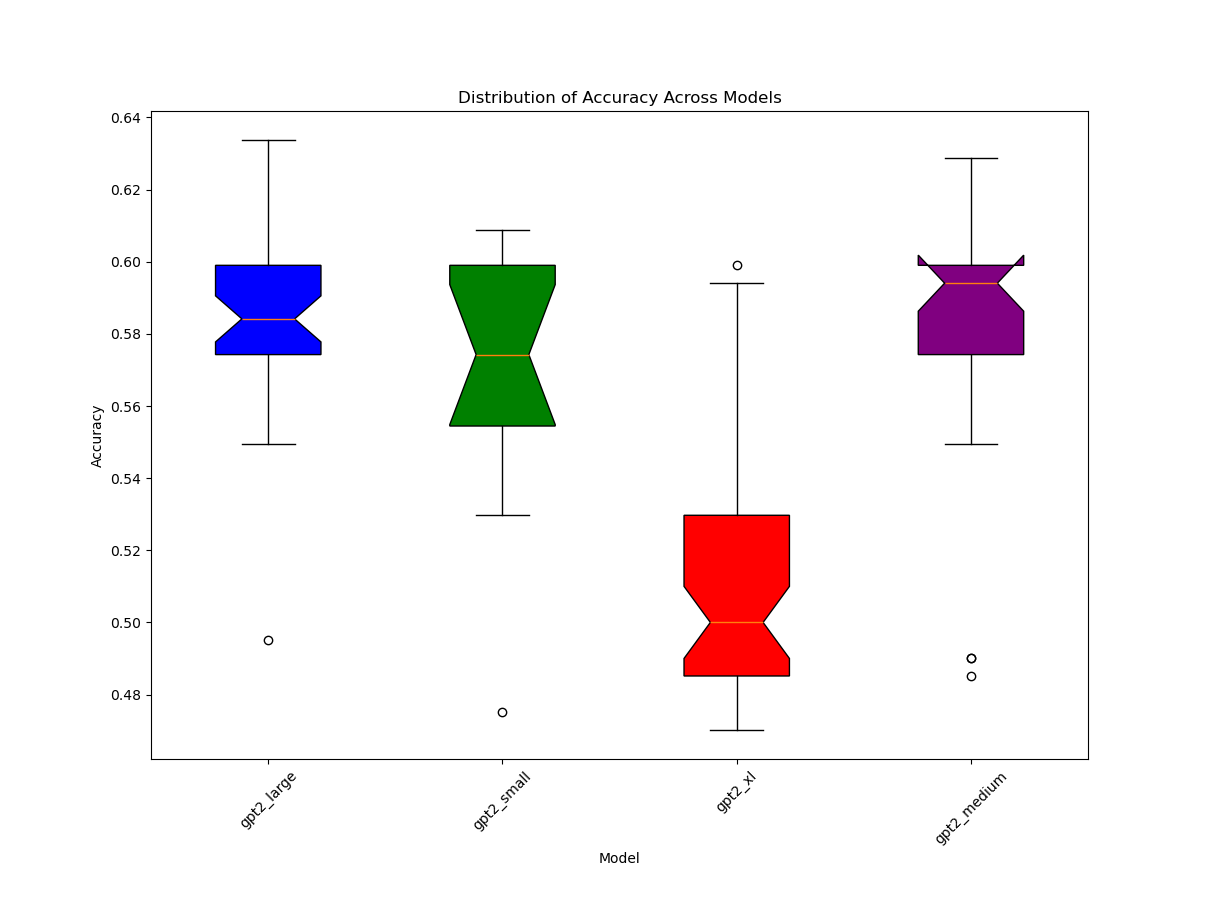 Distribution of Accuracy Across Models
Accuracy
0.64
0.62
0.60
0.58
0.56
0.54
0.52
0.50
0.48
gpt2_large
gpt2_small
gpt2_xl
gpt2_medium
Model